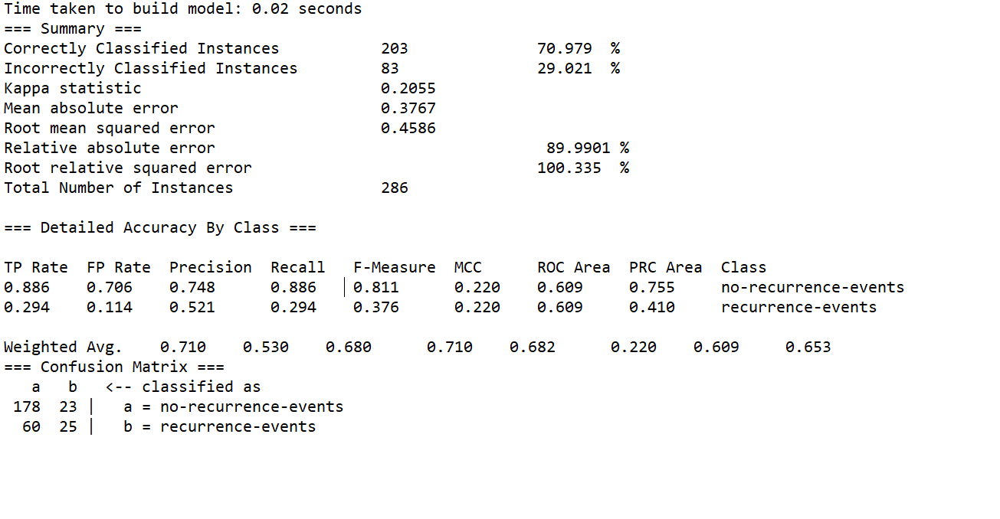 Time taken to build model: 0.02 seconds
=== Summary ===
Correctly Classified Instances 203 70.979 %
Incorrectly Classified Instances 83 29.021 %
Kappa statistic 0.2055
Mean absolute error 0.3767
Root mean squared error 0.4586
Relative absolute error 89.9901 %
Root relative squared error 100.335 %
Total Number of Instances 286
=== Detailed Accuracy By Class ===
TP Rate FP Rate Precision Recall F-Measure MCC ROC Area PRC Area Class
0.886 0.706 0.748 0.886 0.811 0.220 0.609 0.755 no-recurrence-events
0.294 0.114 0.521 0.294 0.376 0.220 0.609 0.410 recurrence-events
Weighted Avg. 0.710 0.530 0.680 0.710 0.682 0.220 0.609 0.653
=== Confusion Matrix ===
a b <-- classified as
178 23 | a = no-recurrence-events
60 25 | b = recurrence-events